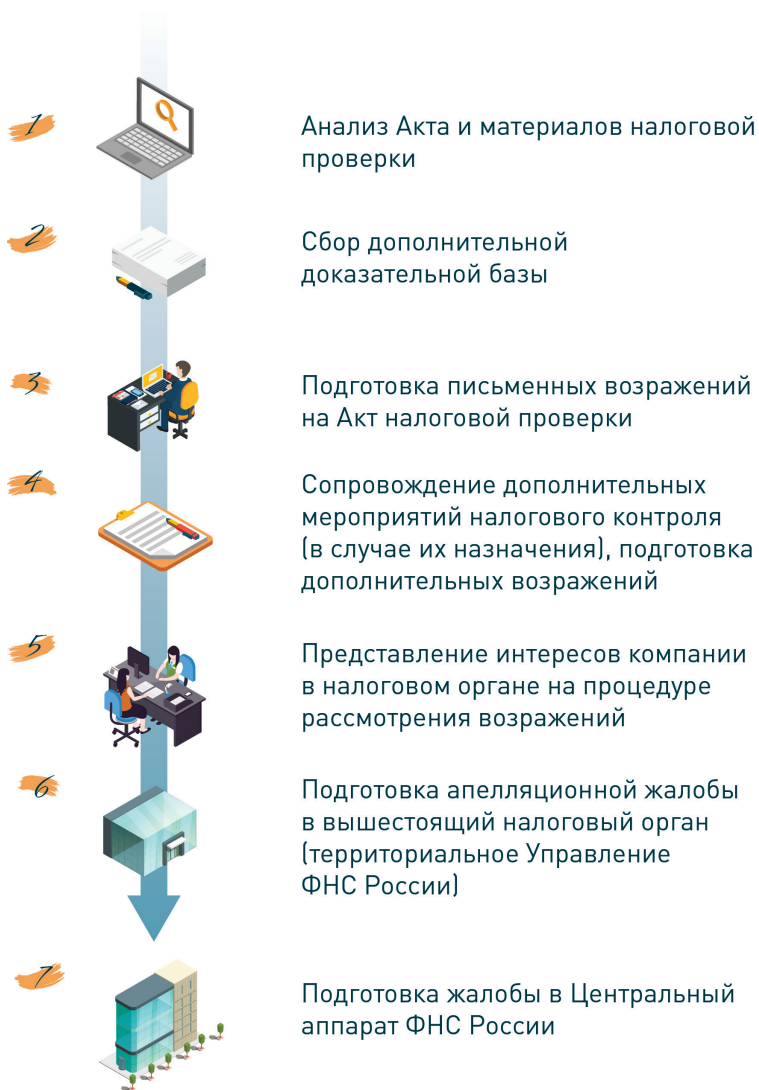 1
Анализ Акта и материалов налоговой
проверки
2
Сбор дополнительной
доказательной базы
3
Подготовка письменных возражений
на Акт налоговой проверки
4
Сопровождение дополнительных
мероприятий налогового контроля
(в случае их назначения), подготовка
дополнительных возражений
5
Представление интересов компании
в налоговом органе на процедуре
рассмотрения возражений
6
Подготовка апелляционной жалобы
в вышестоящий налоговый орган
(территориальное Управление
ФНС России)
7
Подготовка жалобы в Центральный
аппарат ФНС России